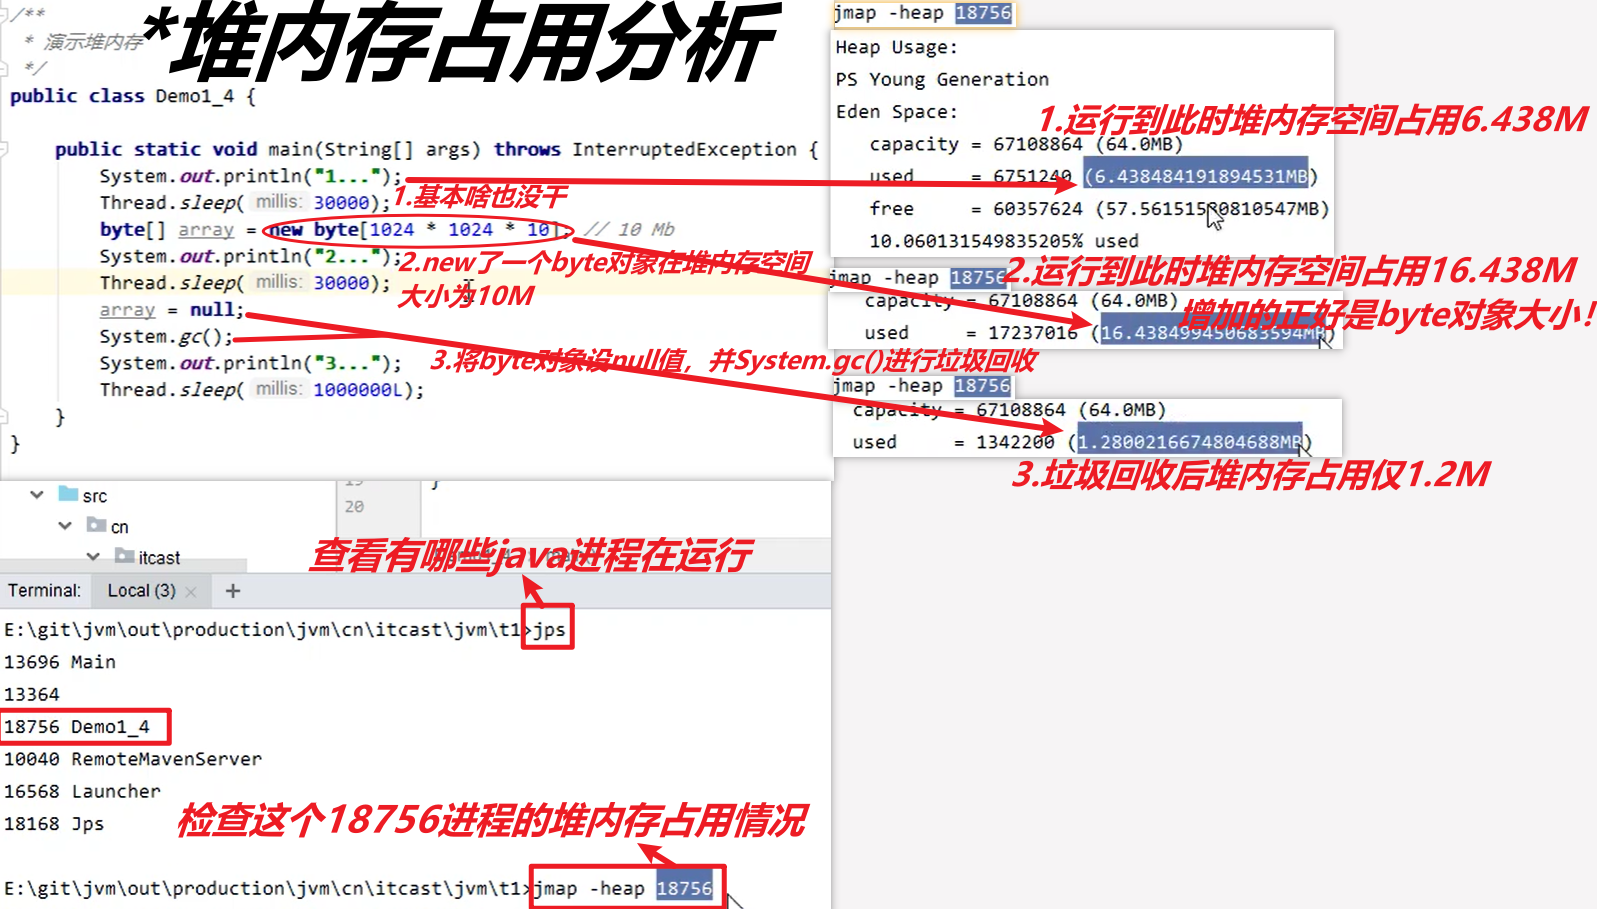 /**
* 演示堆内存
*/
*堆内存占用分析
public class Demo1_4 {
public static void main(String[] args) throws InterruptedException {
System.out.println("1...");
Thread.sleep( millis: 30000);
1.基本啥也没干
byte[] array = new byte[1024 * 1024 * 10]; // 10 Mb
System.out.println("2...");
2.new了一个byte对象在堆内存空间
大小为10M
Thread.sleep( millis: 30000);
array = null;
System.gc();
3.将byte对象设null值，并System.gc()进行垃圾回收
System.out.println("3...");
Thread.sleep( millis: 1000000L);
}
}
jmap -heap 18756
Heap Usage:
PS Young Generation
Eden Space:
1.运行到此时堆内存空间占用6.438M
capacity = 67108864 (64.0MB)
used = 6751240 (6.438484191894531MB)
free = 60357624 (57.56151580810547MB)
10.060131549835205% used
jmap -heap 18756
2.运行到此时堆内存空间占用16.438M
增加的正好是byte对象大小！
capacity = 67108864 (64.0MB)
used = 17237016 (16.438499450683594MB)
jmap -heap 18756
capacity = 67108864 (64.0MB)
used = 1342200 (1.2800216674804688MB)
3.垃圾回收后堆内存占用仅1.2M
src
cn
itcast
19
20
}
查看有哪些java进程在运行
Terminal: Local (3) × +
E:\git\jvm\out\production\jvm\cn\itcast\jvm\t1>jps
13696 Main
13364
18756 Demo1_4
10040 RemoteMavenServer
16568 Launcher
18168 Jps
检查这个18756进程的堆内存占用情况
E:\git\jvm\out\production\jvm\cn\itcast\jvm\t1>jmap -heap 18756